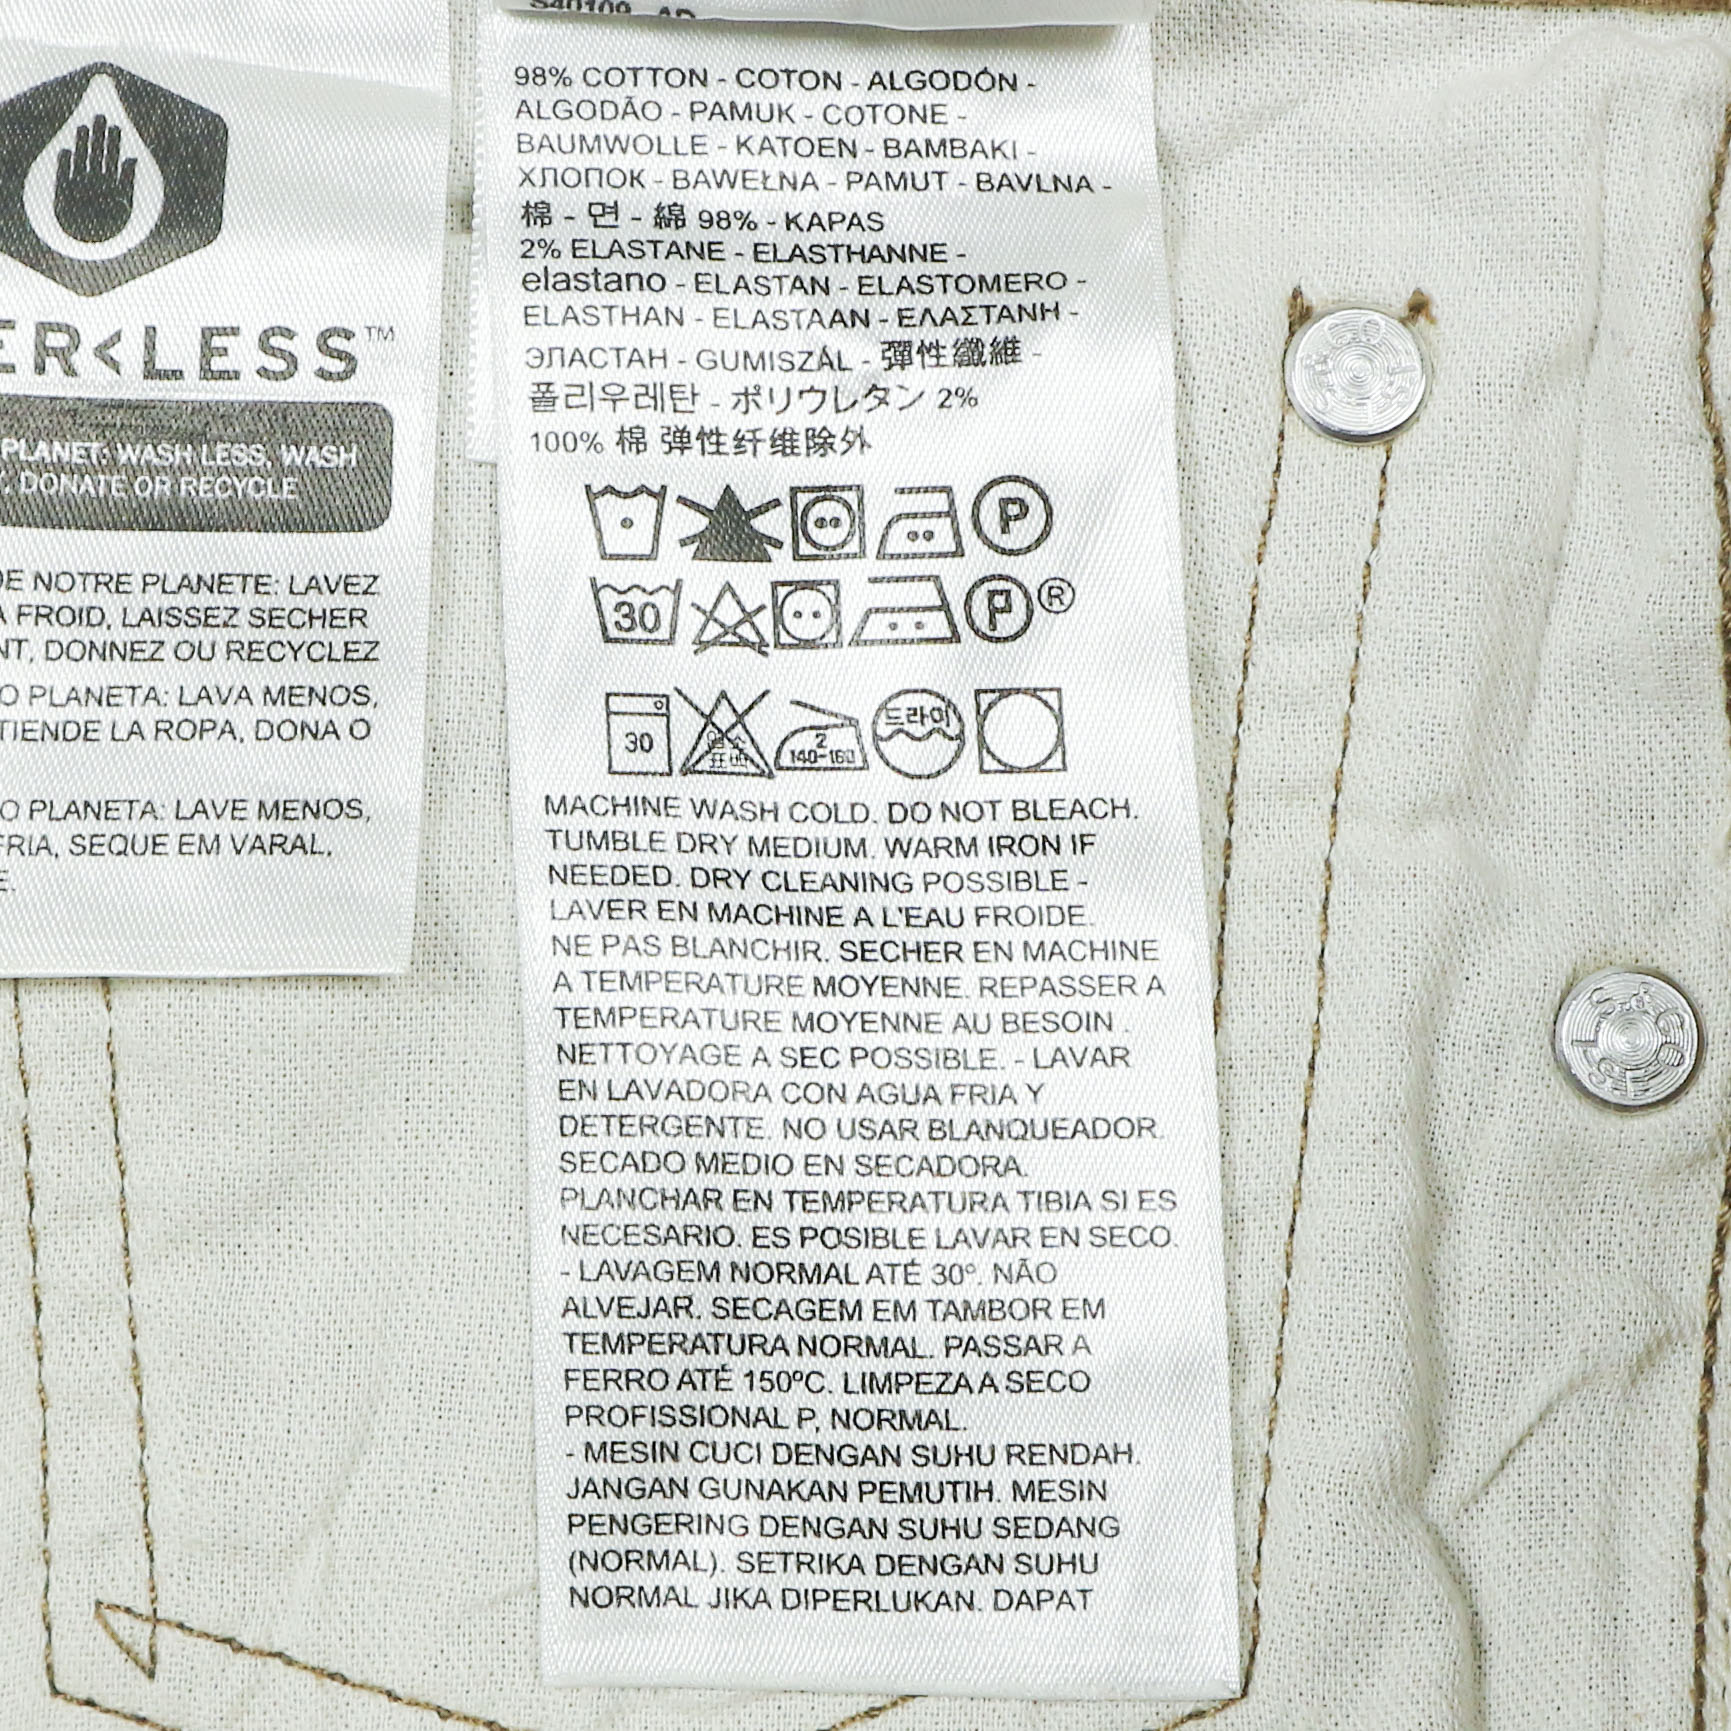 ER<LESS™
PLANET: WASH LESS, WASH
, DONATE OR RECYCLE
DE NOTRE PLANETE: LAVEZ
A FROID, LAISSEZ SECHER
NT, DONNEZ OU RECYCLEZ
O PLANETA: LAVA MENOS,
TIENDE LA ROPA, DONA O
O PLANETA: LAVE MENOS,
FRIA, SEQUE EM VARAL,
E.
98% COTTON - COTON - ALGODÓN -
ALGODÃO - PAMUK - COTONE -
BAUMWOLLE - KATOEN - BAMBAKI -
ХЛОПОК - BAWEŁNA - PAMUT - BAVLNA -
棉 - 면 - 綿 98% - KAPAS
2% ELASTANE - ELASTHANNE -
elastano - ELASTAN - ELASTOMERO -
ELASTHAN - ELASTAAN - ΕΛΑΣΤΑΝΗ -
ЭЛАСТАН - GUMISZÁL - 彈性纖維 -
폴리우레탄 - ポリウレタン 2%
100% 棉 弹性纤维除外
P
30 P ®
30 염소표백 2 140-160 드라이
MACHINE WASH COLD. DO NOT BLEACH.
TUMBLE DRY MEDIUM. WARM IRON IF
NEEDED. DRY CLEANING POSSIBLE -
LAVER EN MACHINE A L'EAU FROIDE.
NE PAS BLANCHIR. SECHER EN MACHINE
A TEMPERATURE MOYENNE. REPASSER A
TEMPERATURE MOYENNE AU BESOIN .
NETTOYAGE A SEC POSSIBLE. - LAVAR
EN LAVADORA CON AGUA FRIA Y
DETERGENTE. NO USAR BLANQUEADOR.
SECADO MEDIO EN SECADORA.
PLANCHAR EN TEMPERATURA TIBIA SI ES
NECESARIO. ES POSIBLE LAVAR EN SECO.
- LAVAGEM NORMAL ATÉ 30°. NÃO
ALVEJAR. SECAGEM EM TAMBOR EM
TEMPERATURA NORMAL. PASSAR A
FERRO ATÉ 150ºC. LIMPEZA A SECO
PROFISSIONAL P, NORMAL.
- MESIN CUCI DENGAN SUHU RENDAH.
JANGAN GUNAKAN PEMUTIH. MESIN
PENGERING DENGAN SUHU SEDANG
(NORMAL). SETRIKA DENGAN SUHU
NORMAL JIKA DIPERLUKAN. DAPAT